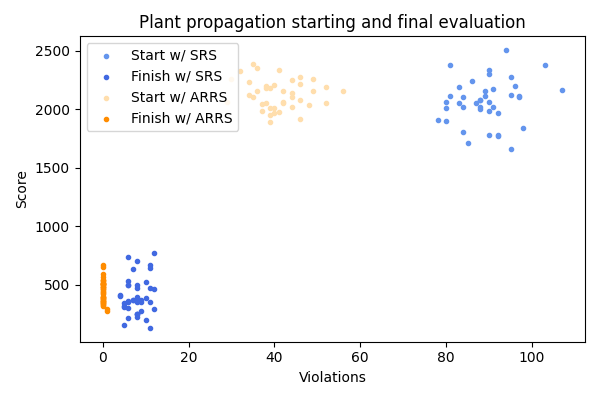 Plant propagation starting and final evaluation
Start w/ SRS
Finish w/ SRS
Start w/ ARRS
Finish w/ ARRS
Score
2500
2000
1500
1000
500
0 20 40 60 80 100
Violations